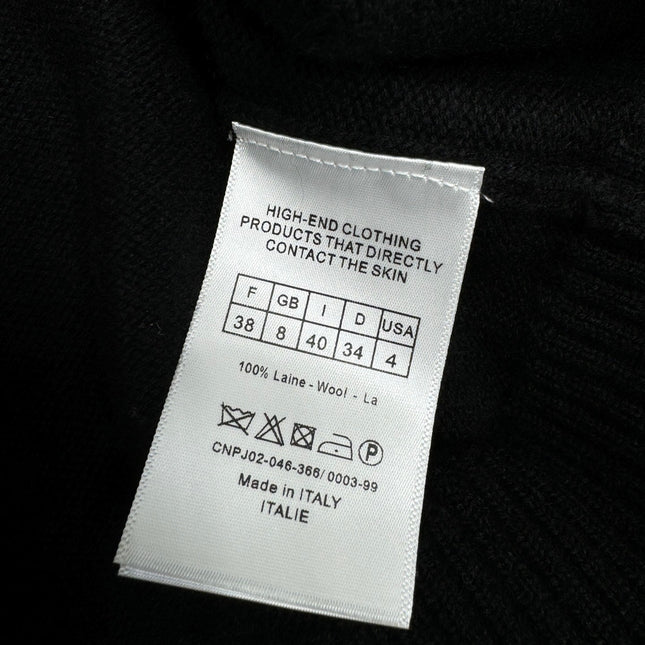 HIGH-END CLOTHING
PRODUCTS THAT DIRECTLY
CONTACT THE SKIN
F GB I D USA
38 8 40 34 4
100% Laine - Wool - La
P
CNPJ02-046-366/ 0003-99
Made in ITALY
ITALIE